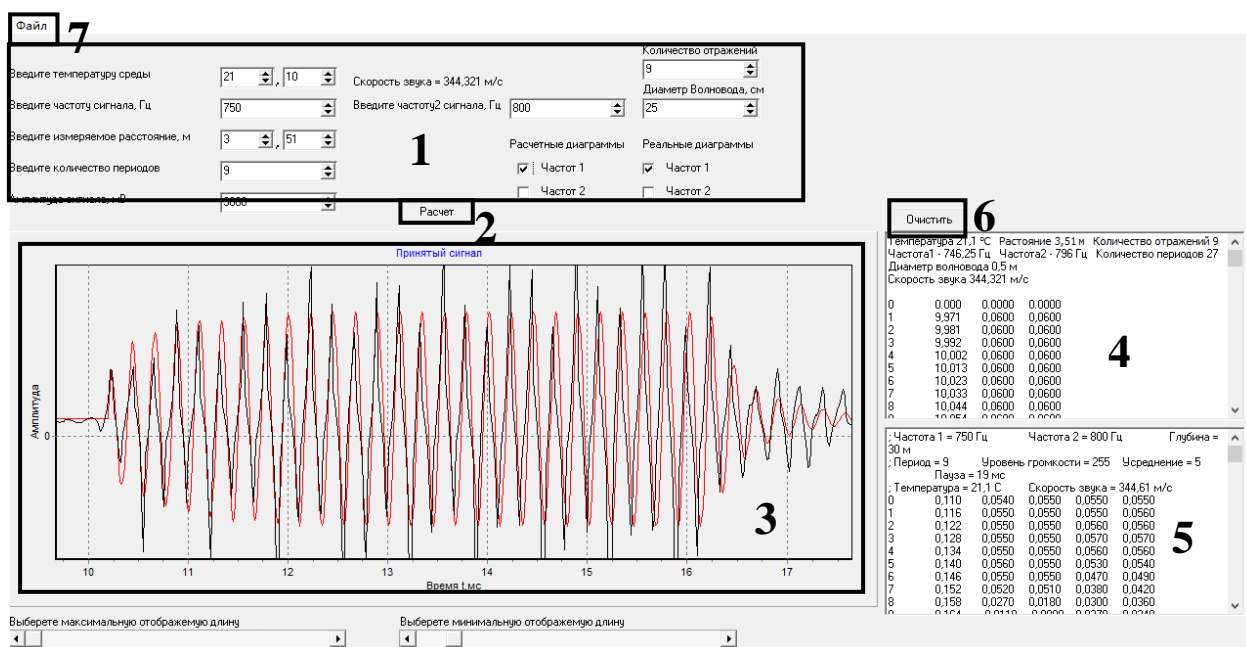 Файл
7
Введите температуру среды 21 , 10 Скорость звука = 344,321 м/с
Количество отражений
9
Диаметр Волновода, см
Введите частоту сигнала, Гц 750 Введите частоту2 сигнала, Гц 800 25
Введите измеряемое расстояние, м 3 , 51
1
Расчетные диаграммы Реальные диаграммы
Введите количество периодов 9 Частот 1 Частот 1
Амплитуда сигнала, мВ Частот 2 Частот 2
Расчет
2
Очистить
6
Принятый сигнал
Амплитуда
0
3
10 11 12 13 14 15 16 17
Время t,мс
Температура 21,1 ºC Растояние 3,51 м Количество отражений 9
Частота1 - 746,25 Гц Частота2 - 796 Гц Количество периодов 27
Диаметр волновода 0,5 м
Скорость звука 344,321 м/с
0 0.000 0.0000 0.0000
1 9,971 0,0600 0,0600
2 9,981 0,0600 0,0600
3 9,992 0,0600 0,0600
4 10,002 0,0600 0,0600
5 10,013 0,0600 0,0600
6 10,023 0,0600 0,0600
7 10,033 0,0600 0,0600
8 10,044 0,0600 0,0600
4
; Частота 1 = 750 Гц Частота 2 = 800 Гц Глубина =
30 м
; Период = 9 Уровень громкости = 255 Усреднение = 5
Пауза = 19 мс
; Температура = 21,1 С Скорость звука = 344,61 м/с
0 0,110 0,0540 0,0550 0,0550 0,0550
1 0,116 0,0550 0,0550 0,0550 0,0560
2 0,122 0,0550 0,0550 0,0560 0,0560
3 0,128 0,0550 0,0550 0,0570 0,0570
4 0,134 0,0550 0,0550 0,0560 0,0560
5 0,140 0,0560 0,0550 0,0530 0,0540
6 0,146 0,0550 0,0550 0,0470 0,0490
7 0,152 0,0520 0,0510 0,0380 0,0420
8 0,158 0,0270 0,0180 0,0300 0,0360
5
Выберете максимальную отображемую длину Выберете минимальную отображемую длину